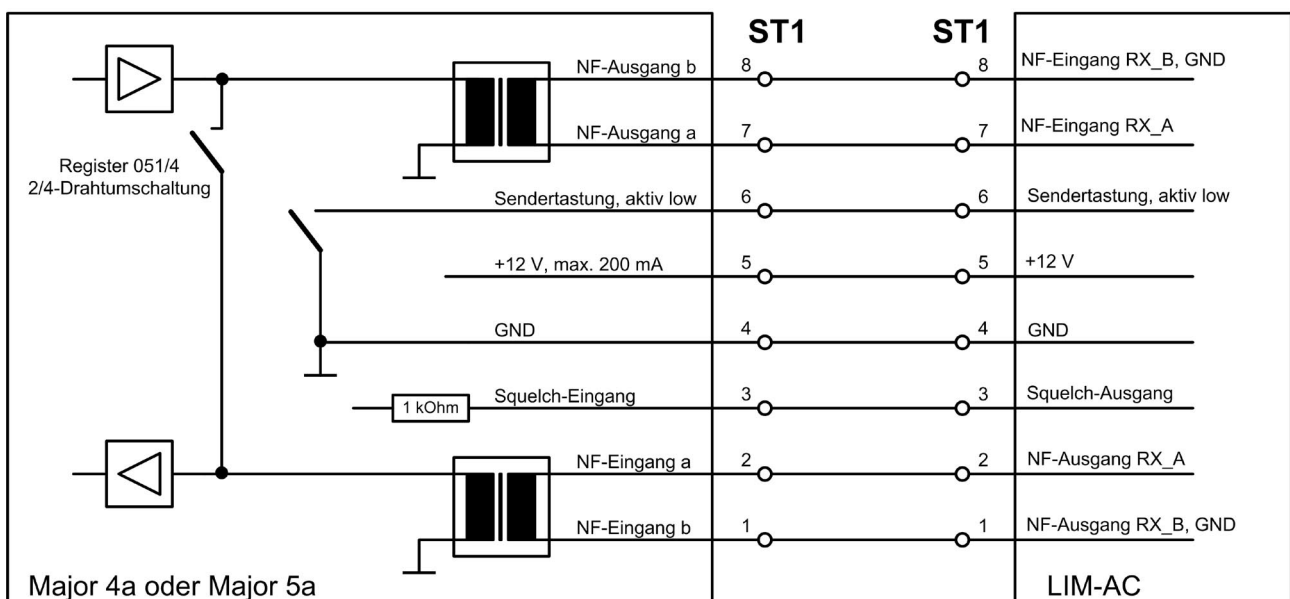 ST1 ST1
NF-Ausgang b 8 8 NF-Eingang RX_B, GND
NF-Ausgang a 7 7 NF-Eingang RX_A
Register 051/4
2/4-Drahtumschaltung
Sendertastung, aktiv low 6 6 Sendertastung, aktiv low
+12 V, max. 200 mA 5 5 +12 V
GND 4 4 GND
1 kOhm Squelch-Eingang 3 3 Squelch-Ausgang
NF-Eingang a 2 2 NF-Ausgang RX_A
NF-Eingang b 1 1 NF-Ausgang RX_B, GND
Major 4a oder Major 5a LIM-AC